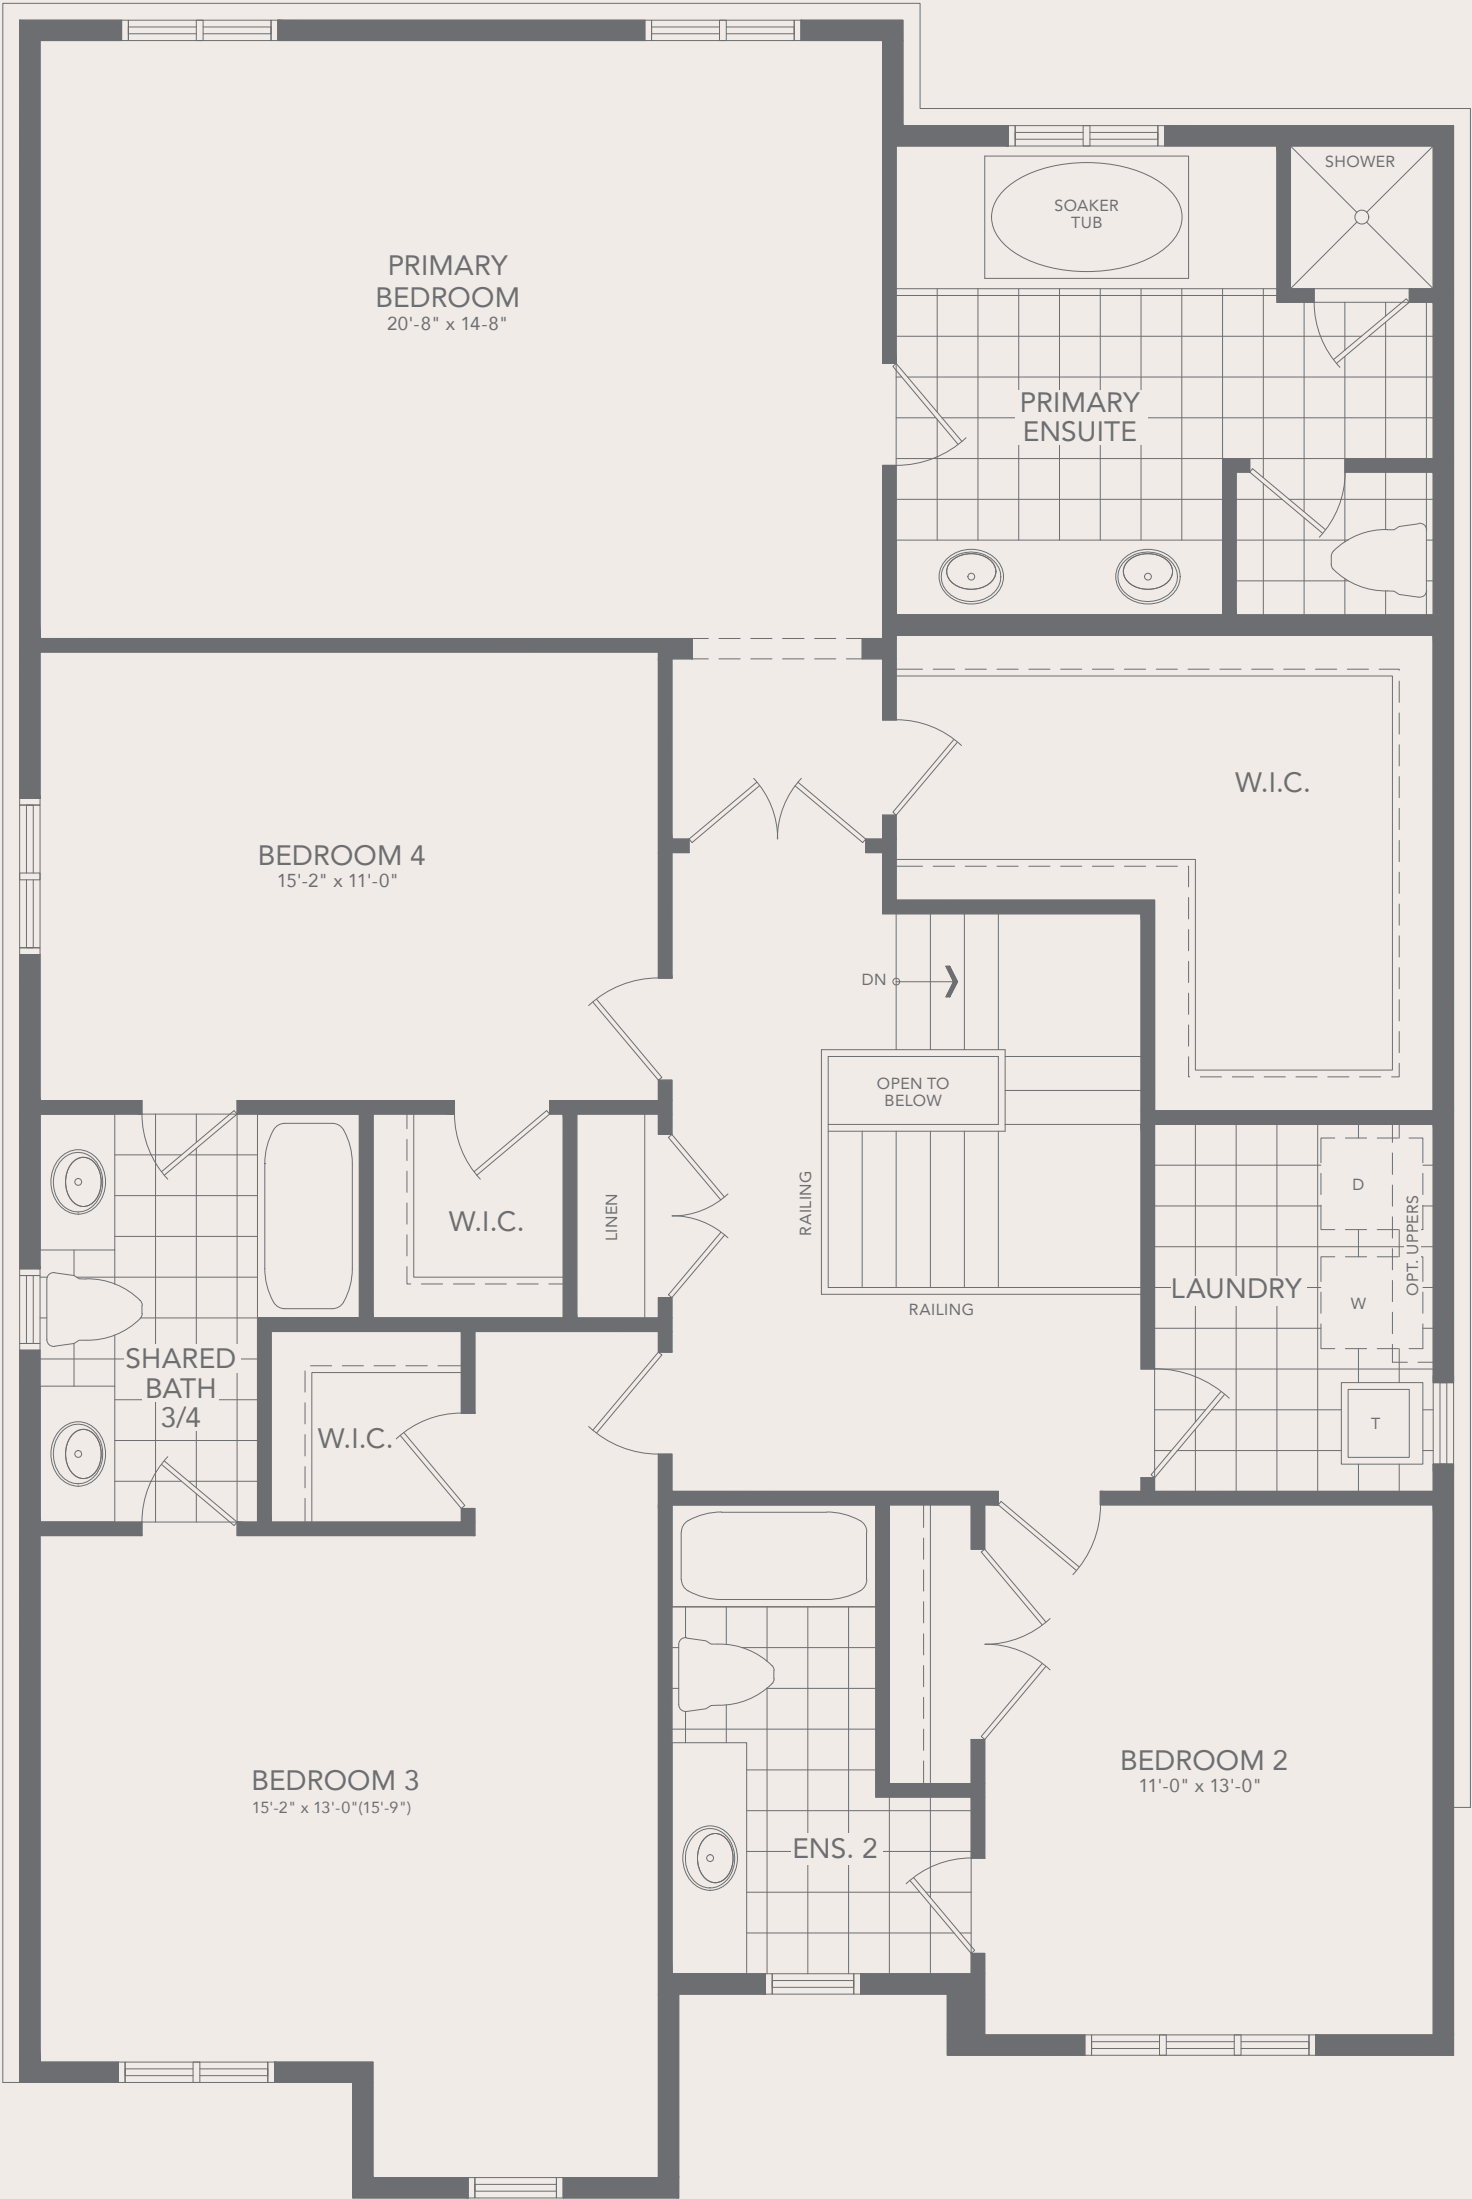 SHOWER
SOAKER
TUB
PRIMARY
BEDROOM
20'-8" x 14-8"
PRIMARY
ENSUITE
W.I.C.
BEDROOM 4
15'-2" x 11'-0"
DN
OPEN TO
BELOW
D
OPT. UPPERS
RAILING
LINEN
W.I.C.
LAUNDRY
W
RAILING
SHARED
BATH
3/4
T
W.I.C.
BEDROOM 2
11'-0" x 13'-0"
BEDROOM 3
15'-2" x 13'-0"(15'-9")
ENS. 2